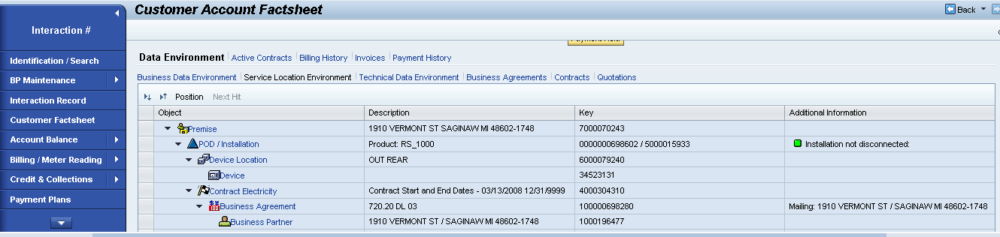 Customer Account Factsheet
Back
Interaction #
Identification / Search
BP Maintenance
Interaction Record
Customer Factsheet
Account Balance
Billing / Meter Reading
Credit & Collections
Payment Plans
Data Environment Active Contracts Billing History Invoices Payment History
Business Data Environment Service Location Environment Technical Data Environment Business Agreements Contracts Quotations
Position Next Hit
Object Description Key Additional Information
Premise 1910 VERMONT ST SAGINAW MI 48602-1748 7000070243
POD / Installation Product: RS_1000 0000000698602 / 5000015933 Installation not disconnected:
Device Location OUT REAR 6000079240
Device 34523131
Contract Electricity Contract Start and End Dates - 03/13/2008 12/31/9999 4000304310
Business Agreement 720.20 DL 03 100000698280 Mailing: 1910 VERMONT ST / SAGINAW MI 48602-1748
Business Partner 1910 VERMONT ST / SAGINAW MI 48602-1748 1000196477